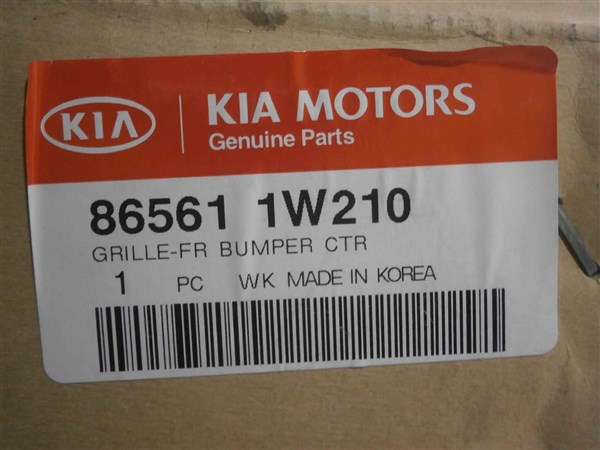 KIA
KIA MOTORS
Genuine Parts
86561 1W210
GRILLE-FR BUMPER CTR
1 PC WK MADE IN KOREA